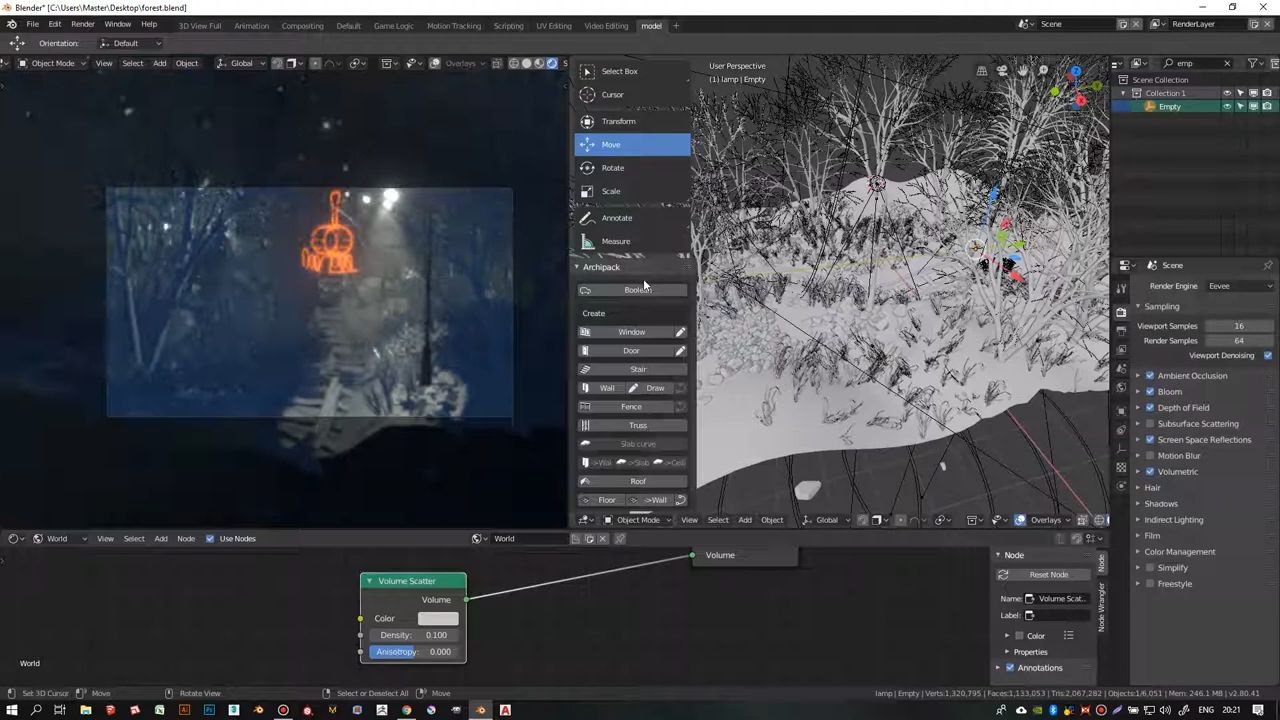 Blender* [C:\Users\Master\Desktop\forest.blend]
File Edit Render Window Help 3D View Full Animation Compositing Default Game Logic Motion Tracking Scripting UV Editing Video Editing model + Scene RenderLayer
Orientation: Default
Object Mode View Select Add Object Global Overlays
Select Box
Cursor
Transform
Move
Rotate
Scale
Annotate
Measure
Archipack
Boolean
Create
Window
Door
Stair
Wall Draw
Fence
Truss
Slab curve
->Wal ->Slab ->Ceil
Roof
Floor ->Wall
Object Mode View Select Add Object Global Overlays
User Perspective
(1) lamp | Empty
Z
emp
Scene Collection
Collection 1
Empty
Scene
Render Engine Eevee
Sampling
Viewport Samples 16
Render Samples 64
Viewport Denoising
Ambient Occlusion
Bloom
Depth of Field
Subsurface Scattering
Screen Space Reflections
Motion Blur
Volumetric
Hair
Shadows
Indirect Lighting
Film
Color Management
Simplify
Freestyle
World View Select Add Node Use Nodes World
Volume
Volume Scatter
Volume
Color
Density: 0.100
Anisotropy: 0.000
World
Node
Reset Node
Name: Volume Scat..
Label:
Color
Properties
Annotations
Node
Node Wrangler
Set 3D Cursor Move Rotate View Select or Deselect All Move lamp | Empty | Verts:1,320,795 | Faces:1,133,053 | Tris:2,067,282 | Objects:1/6,051 | Mem: 246.1 MB | v2.80.41
ENG 20:21